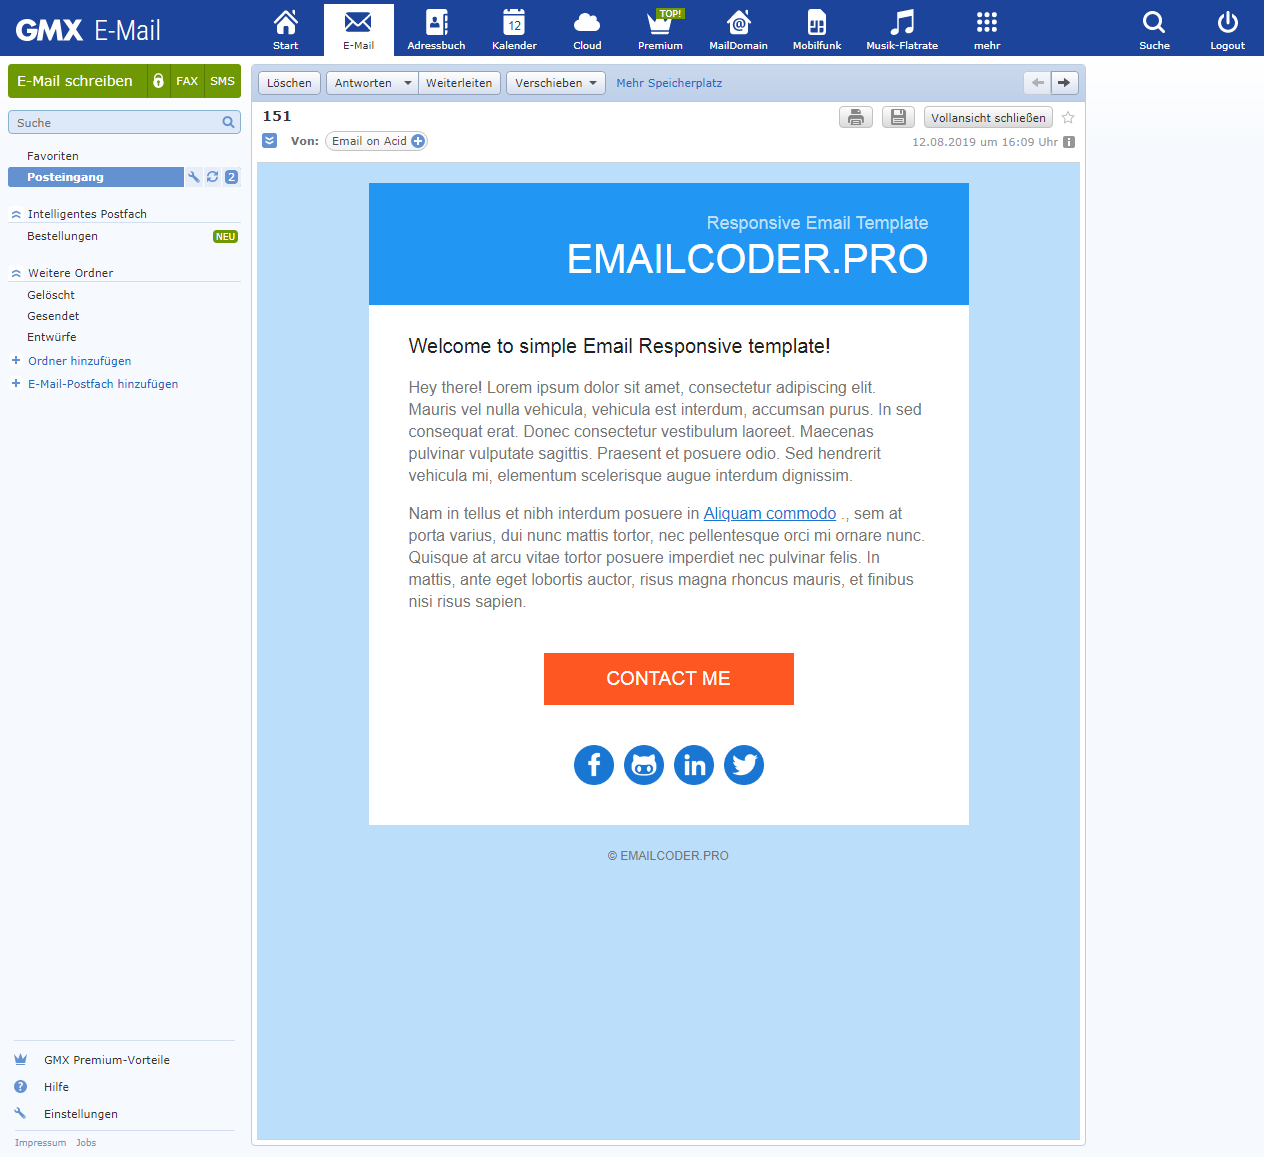 GMX E-Mail
Start
E-Mail
Adressbuch
12
Kalender
Cloud
TOP!
Premium
MailDomain
Mobilfunk
Musik-Flatrate
mehr
Suche
Logout
E-Mail schreiben FAX SMS
Suche
Favoriten
Posteingang 2
Intelligentes Postfach
Bestellungen NEU
Weitere Ordner
Gelöscht
Gesendet
Entwürfe
Ordner hinzufügen
E-Mail-Postfach hinzufügen
GMX Premium-Vorteile
Hilfe
Einstellungen
Impressum Jobs
Löschen Antworten Weiterleiten Verschieben Mehr Speicherplatz
151 Vollansicht schließen
Von: Email on Acid 12.08.2019 um 16:09 Uhr
Responsive Email Template
EMAILCODER.PRO
Welcome to simple Email Responsive template!
Hey there! Lorem ipsum dolor sit amet, consectetur adipiscing elit.
Mauris vel nulla vehicula, vehicula est interdum, accumsan purus. In sed
consequat erat. Donec consectetur vestibulum laoreet. Maecenas
pulvinar vulputate sagittis. Praesent et posuere odio. Sed hendrerit
vehicula mi, elementum scelerisque augue interdum dignissim.
Nam in tellus et nibh interdum posuere in Aliquam commodo ., sem at
porta varius, dui nunc mattis tortor, nec pellentesque orci mi ornare nunc.
Quisque at arcu vitae tortor posuere imperdiet nec pulvinar felis. In
mattis, ante eget lobortis auctor, risus magna rhoncus mauris, et finibus
nisi risus sapien.
CONTACT ME
© EMAILCODER.PRO